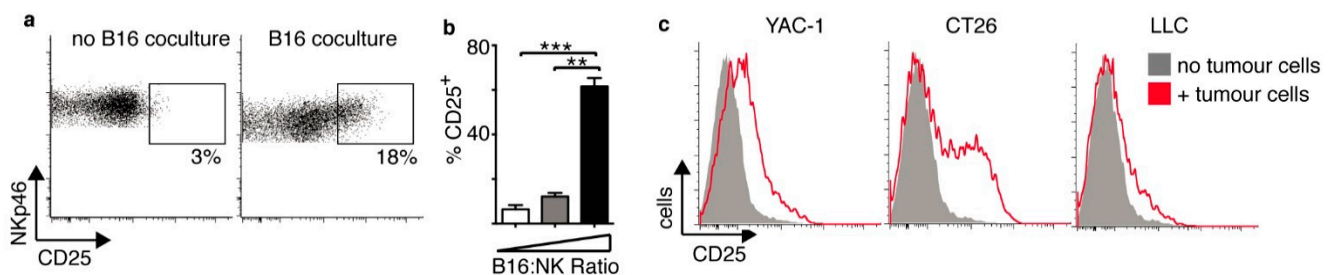 a
no B16 coculture
B16 coculture
3%
18%
NKp46
CD25
b
% CD25+
80
40
0
***
**
B16:NK Ratio
c
YAC-1
CT26
LLC
no tumour cells
+ tumour cells
cells
CD25